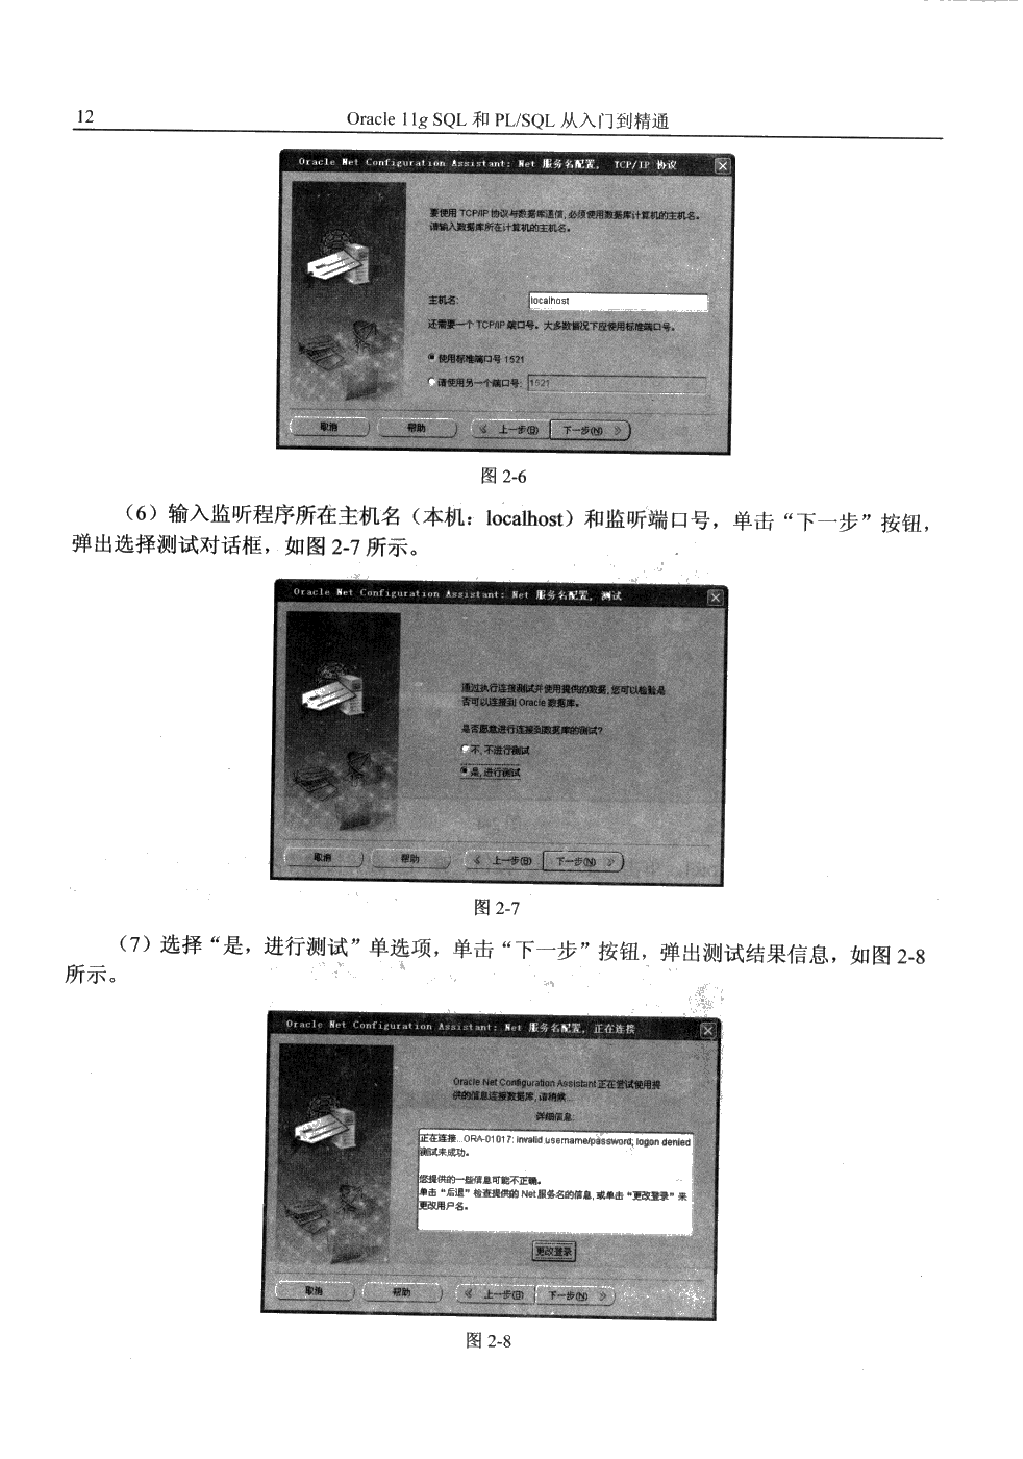 12
Oracle 11g SQL 和 PL/SQL 从入门到精通
Oracle Net Configuration Assistant: Net 服务名配置, TCP/IP 协议
要使用 TCP/IP 协议与数据库通信, 必须使用数据库计算机的主机名。
请输入数据库所在计算机的主机名。
主机名:
localhost
还需要一个 TCP/IP 端口号。大多数情况下应使用标准端口号。
使用标准端口号 1521
请使用另一个端口号:
1521
取消
帮助
上一步(B)
下一步(N)
图 2-6
(6)输入监听程序所在主机名(本机:localhost)和监听端口号,单击“下一步”按钮,
弹出选择测试对话框,如图 2-7 所示。
Oracle Net Configuration Assistant: Net 服务名配置, 测试
通过执行连接测试并使用提供的数据, 您可以检验是
否可以连接到 Oracle 数据库。
是否愿意进行连接到数据库的测试?
不, 不进行测试
是, 进行测试
取消
帮助
上一步(B)
下一步(N)
图 2-7
(7)选择“是,进行测试”单选项,单击“下一步”按钮,弹出测试结果信息,如图 2-8
所示。
Oracle Net Configuration Assistant: Net 服务名配置, 正在连接
Oracle Net Configuration Assistant 正在尝试使用提
供的信息连接数据库, 请稍候...
详细信息:
正在连接...ORA-01017: invalid username/password; logon denied
测试未成功。
您提供的一些信息可能不正确。
单击 “后退” 检查提供的 Net 服务名的信息, 或单击 “更改登录” 来
更改用户名。
更改登录
取消
帮助
上一步(B)
下一步(N)
图 2-8